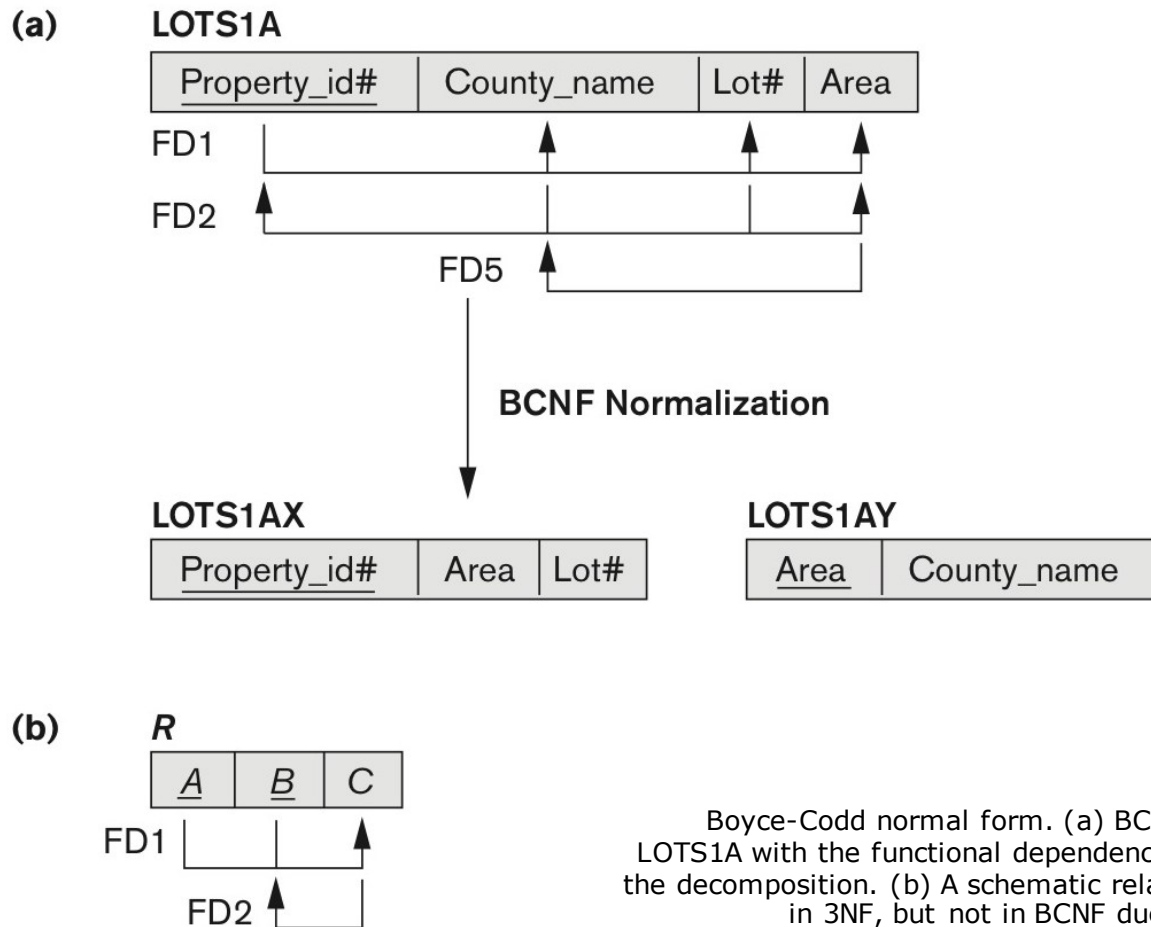 (a) LOTS1A
Property_id# County_name Lot# Area
FD1
FD2
FD5
BCNF Normalization
LOTS1AX
Property_id# Area Lot#
LOTS1AY
Area County_name
(b) R
A B C
FD1
FD2
Boyce-Codd normal form. (a) BC
LOTS1A with the functional dependenc
the decomposition. (b) A schematic rela
in 3NF, but not in BCNF due